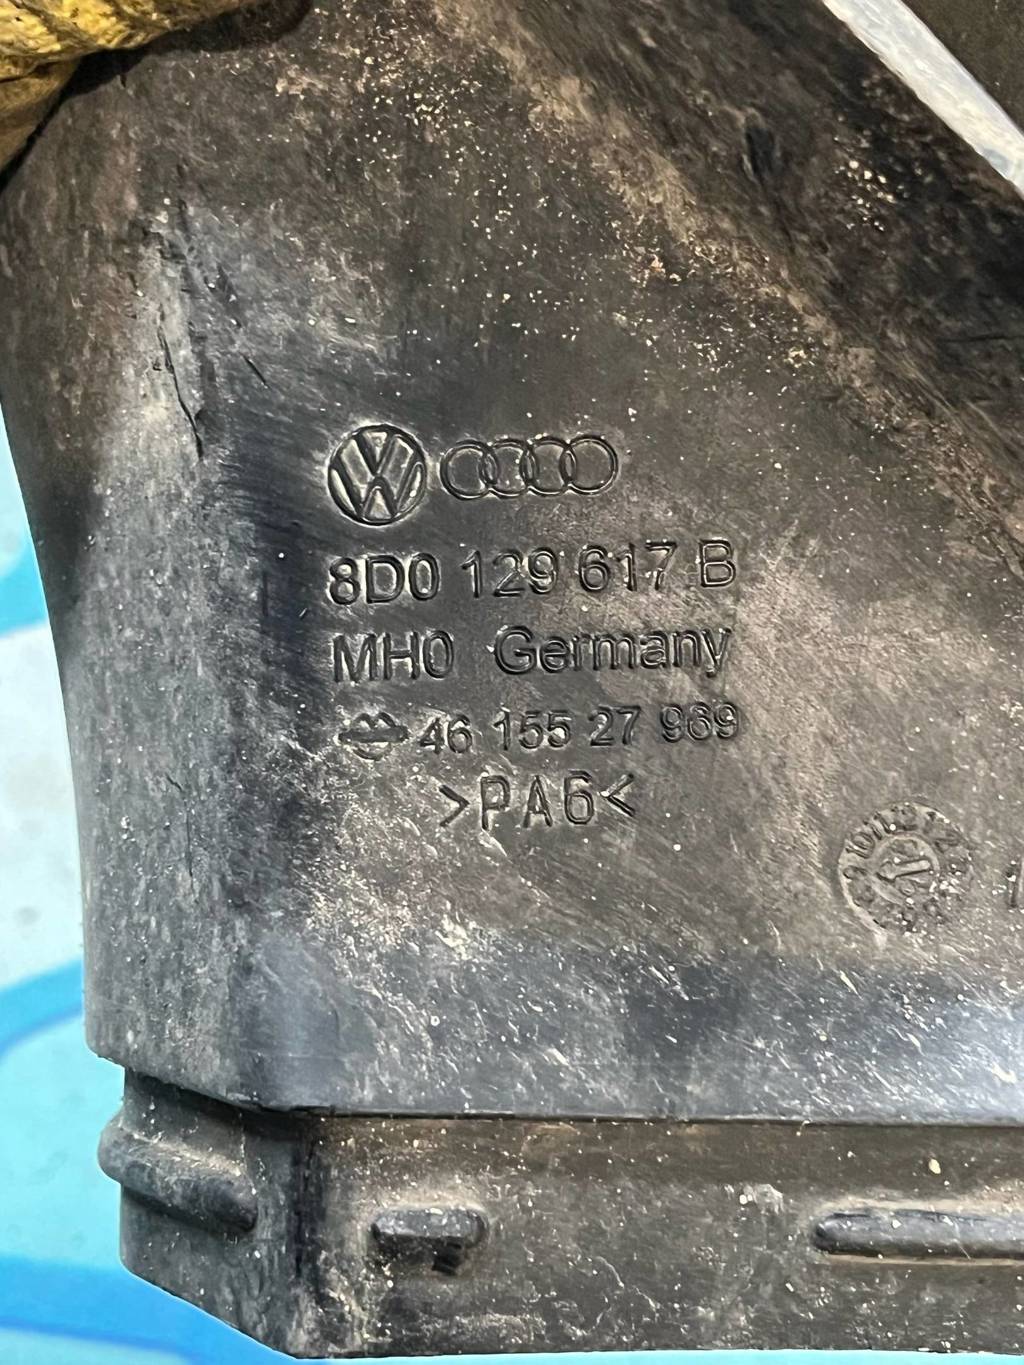 8D0 129 617 B
MH0 Germany
46 155 27 969
>PA6<